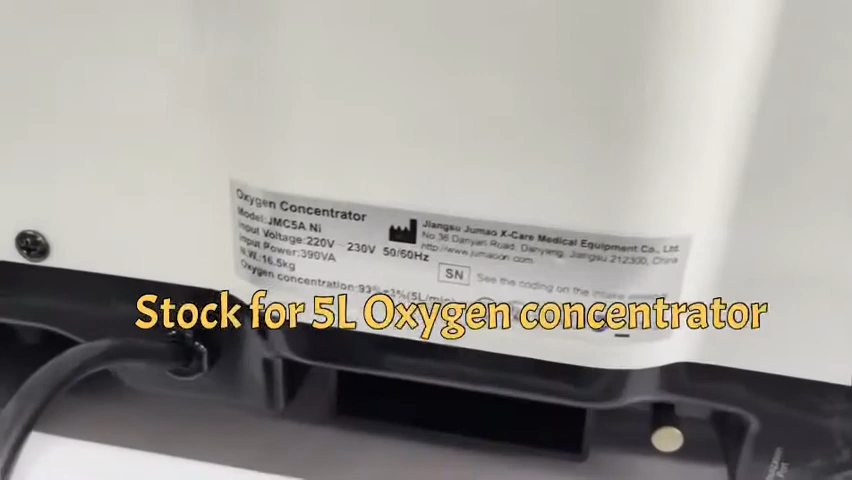 Oxygen Concentrator
Model:JMC5A Ni
Input Voltage:220V ~ 230V 50/60Hz
Input Power:390VA
N.W.:16.5kg
Oxygen concentration:93%±3%(5L/min)
Jiangsu Jumao X-Care Medical Equipment Co., Ltd.
No.36 Danyan Road, Danyang, Jiangsu 212300, China
http://www.jumaocn.com
SN See the coding on the
Stock for 5L Oxygen concentrator